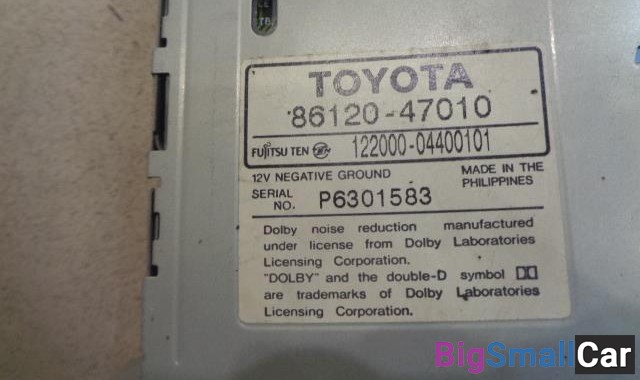 TOYOTA
86120-47010
FUJITSU TEN TEN 122000-04400101
12V NEGATIVE GROUND
MADE IN THE
PHILIPPINES
SERIAL
NO. P6301583
Dolby noise reduction manufactured
under license from Dolby Laboratories
Licensing Corporation.
"DOLBY" and the double-D symbol
are trademarks of Dolby Laboratories
Licensing Corporation.
BigSmallCar